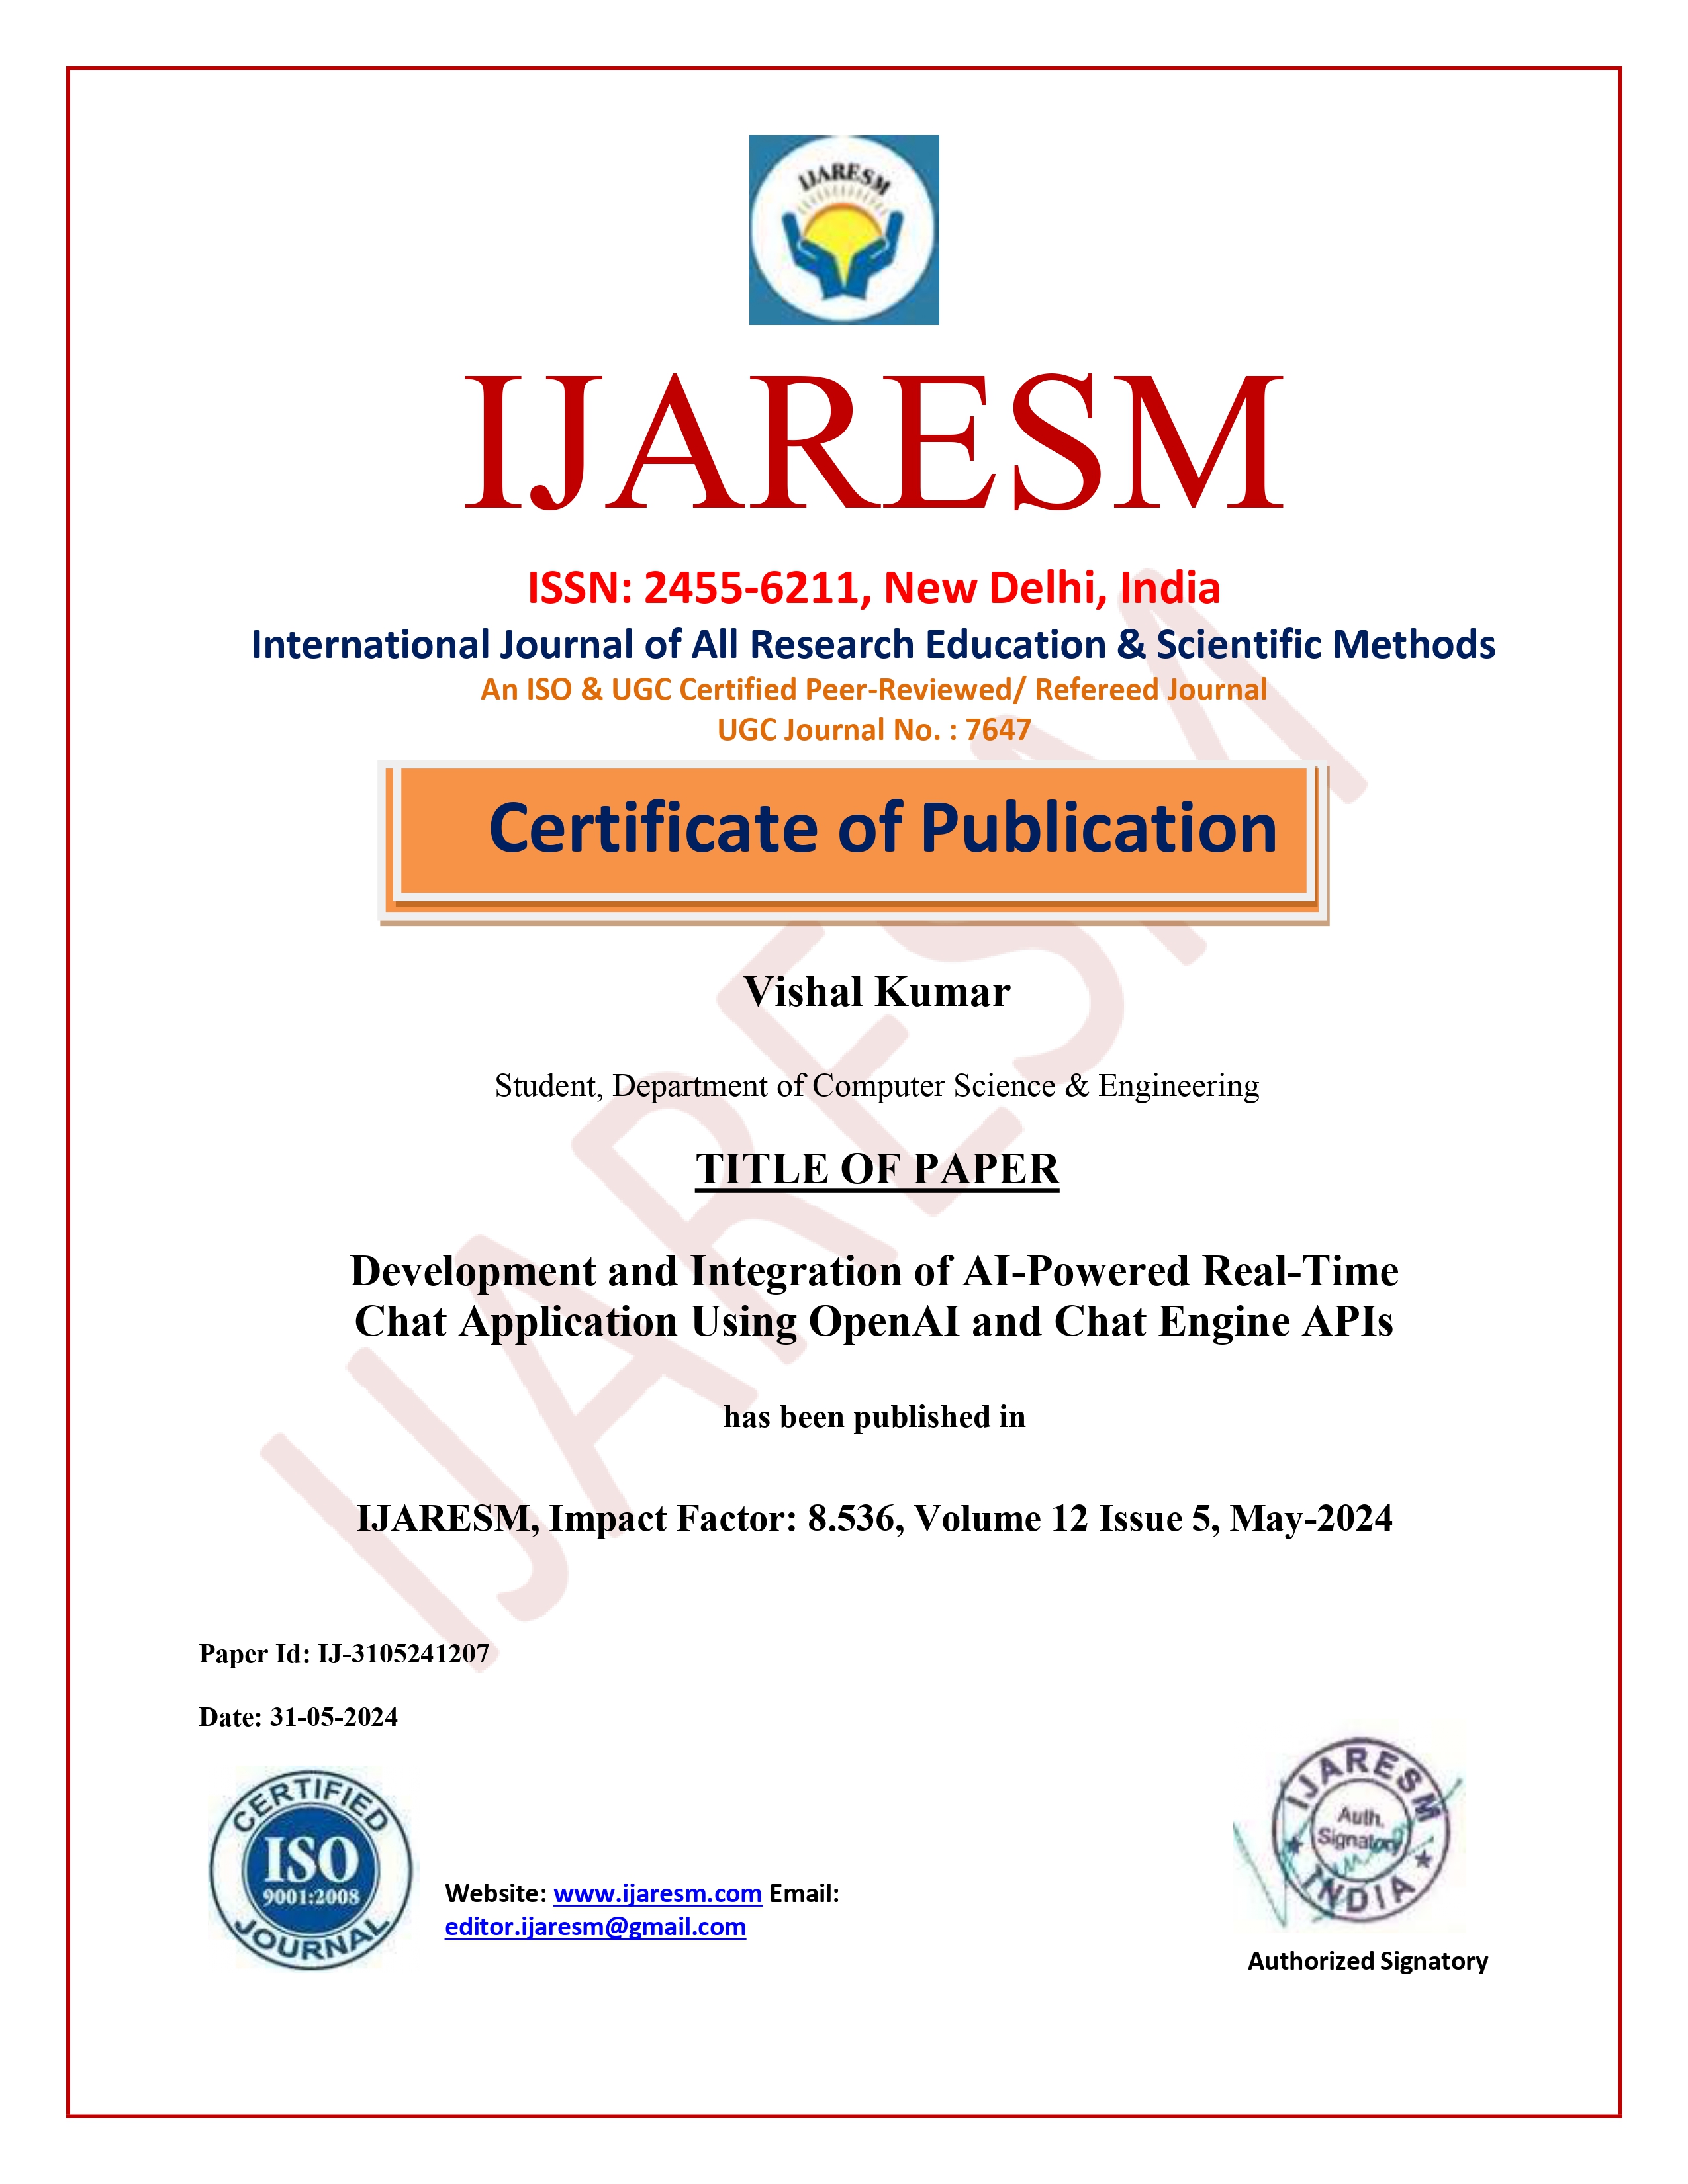 IJARESM
IJARESM
ISSN: 2455-6211, New Delhi, India
International Journal of All Research Education & Scientific Methods
An ISO & UGC Certified Peer-Reviewed/ Refereed Journal
UGC Journal No. : 7647
Certificate of Publication
Vishal Kumar
Student, Department of Computer Science & Engineering
TITLE OF PAPER
Development and Integration of AI-Powered Real-Time
Chat Application Using OpenAI and Chat Engine APIs
has been published in
IJARESM, Impact Factor: 8.536, Volume 12 Issue 5, May-2024
IJARESM
Paper Id: IJ-3105241207
Date: 31-05-2024
CERTIFIED
ISO
9001:2008
JOURNAL
Website: www.ijaresm.com Email:
editor.ijaresm@gmail.com
IJARESM
Auth.
Signatory
INDIA
Authorized Signatory